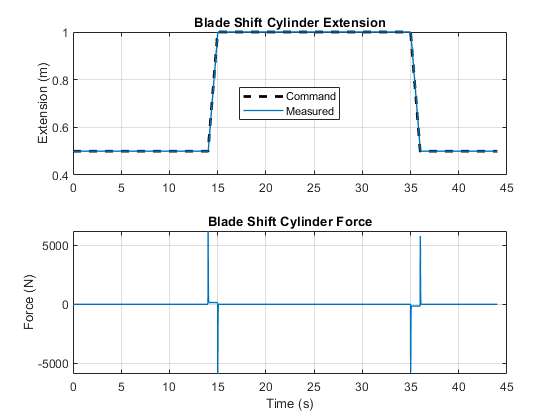 Blade Shift Cylinder Extension
1
0.8
0.6
0.4
Extension (m)
Command
Measured
0 5 10 15 20 25 30 35 40 45
Blade Shift Cylinder Force
5000
0
-5000
Force (N)
0 5 10 15 20 25 30 35 40 45
Time (s)